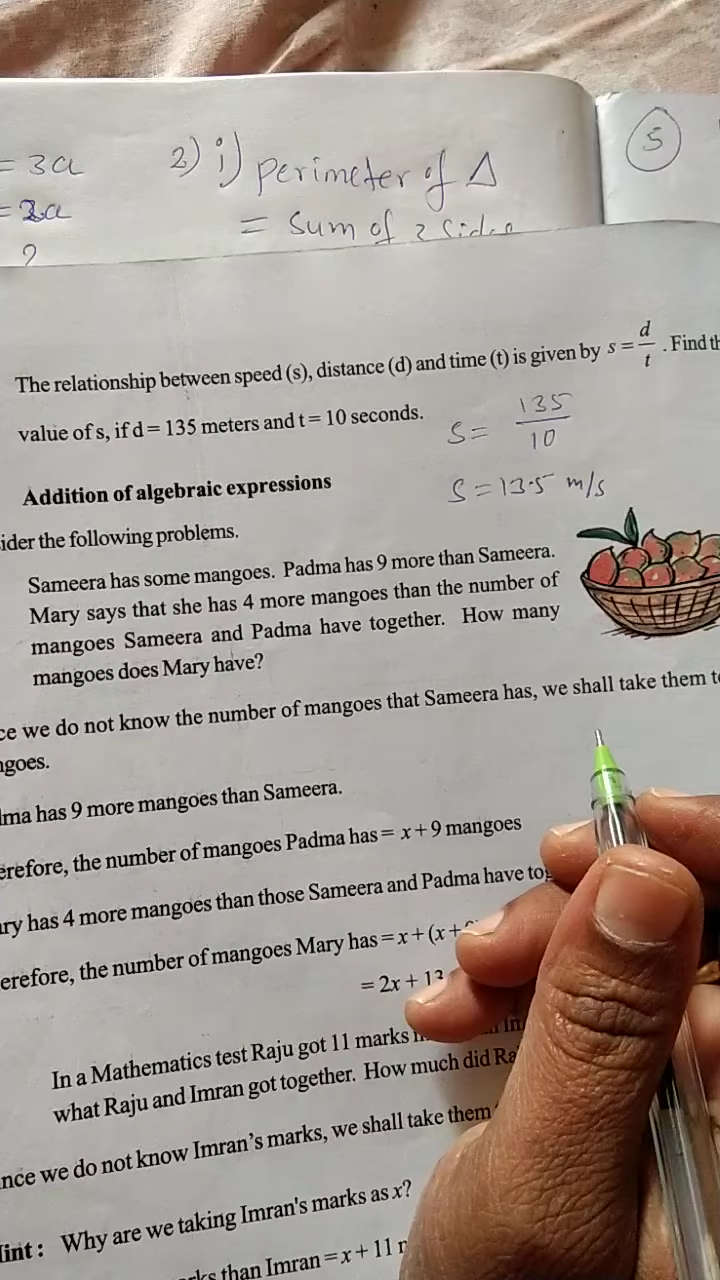 = 3a
2) i) perimeter of Δ
5
= 2a
= sum of
2
The relationship between speed (s), distance (d) and time (t) is given by s = d/t . Find th
value of s, if d = 135 meters and t = 10 seconds.
S = 135/10
Addition of algebraic expressions
S = 13.5 m/s
ider the following problems.
Sameera has some mangoes. Padma has 9 more than Sameera.
Mary says that she has 4 more mangoes than the number of
mangoes Sameera and Padma have together. How many
mangoes does Mary have?
ce we do not know the number of mangoes that Sameera has, we shall take them t
ngoes.
lma has 9 more mangoes than Sameera.
erefore, the number of mangoes Padma has = x + 9 mangoes
ry has 4 more mangoes than those Sameera and Padma have tog
erefore, the number of mangoes Mary has = x + (x +
= 2x + 13
In a Mathematics test Raju got 11 marks
what Raju and Imran got together. How much did Ra
nce we do not know Imran's marks, we shall take them
lint : Why are we taking Imran's marks as x?
rks than Imran = x + 11